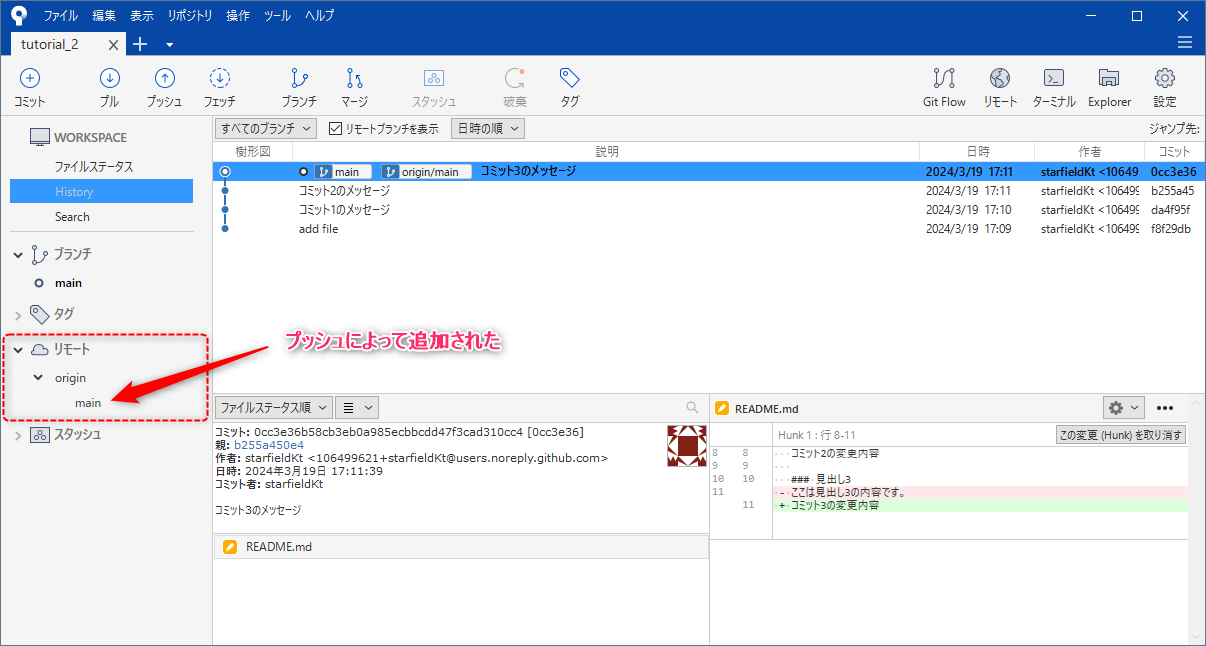 ファイル 編集 表示 リポジトリ 操作 ツール ヘルプ
tutorial_2
コミット プル プッシュ フェッチ ブランチ マージ スタッシュ 破棄 タグ Git Flow リモート ターミナル Explorer 設定
WORKSPACE
ファイルステータス
History
Search
ブランチ
main
タグ
リモート
origin
main
スタッシュ
すべてのブランチ リモートブランチを表示 日時の順 ジャンプ先:
樹形図 説明 日時 作者 コミット
main origin/main コミット3のメッセージ 2024/3/19 17:11 starfieldKt <10649 0cc3e36
コミット2のメッセージ 2024/3/19 17:11 starfieldKt <106499 b255a45
コミット1のメッセージ 2024/3/19 17:10 starfieldKt <106499 da4f95f
add file 2024/3/19 17:09 starfieldKt <106499 f8f29db
プッシュによって追加された
ファイルステータス順
コミット: 0cc3e36b58cb3eb0a985ecbbcdd47f3cad310cc4 [0cc3e36]
親: b255a450e4
作者: starfieldKt <106499621+starfieldKt@users.noreply.github.com>
日時: 2024年3月19日 17:11:39
コミット者: starfieldKt
コミット3のメッセージ
README.md
README.md
Hunk 1 : 行 8-11 この変更 (Hunk) を取り消す
8 8 コミット2の変更内容
9 9
10 10 ### 見出し3
11 - ここは見出し3の内容です。
11 + コミット3の変更内容